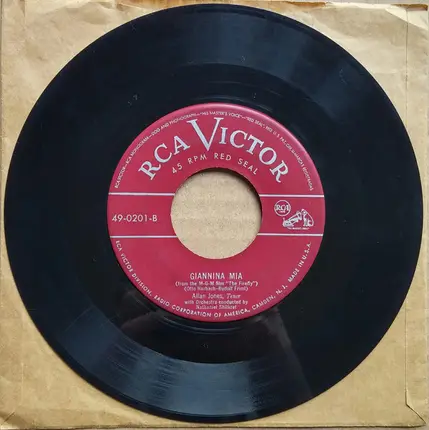 RCA VICTOR
45 RPM RED SEAL
49-0201-B
RCA
GIANNINA MIA
(from the M-G-M film "The Firefly")
(Otto Harbach-Rudolf Friml)
Allan Jones, Tenor
with Orchestra conducted by
Nathaniel Shilkret
RCA VICTOR DIVISION, RADIO CORPORATION OF AMERICA, CAMDEN, N. J. MADE IN U.S.A.